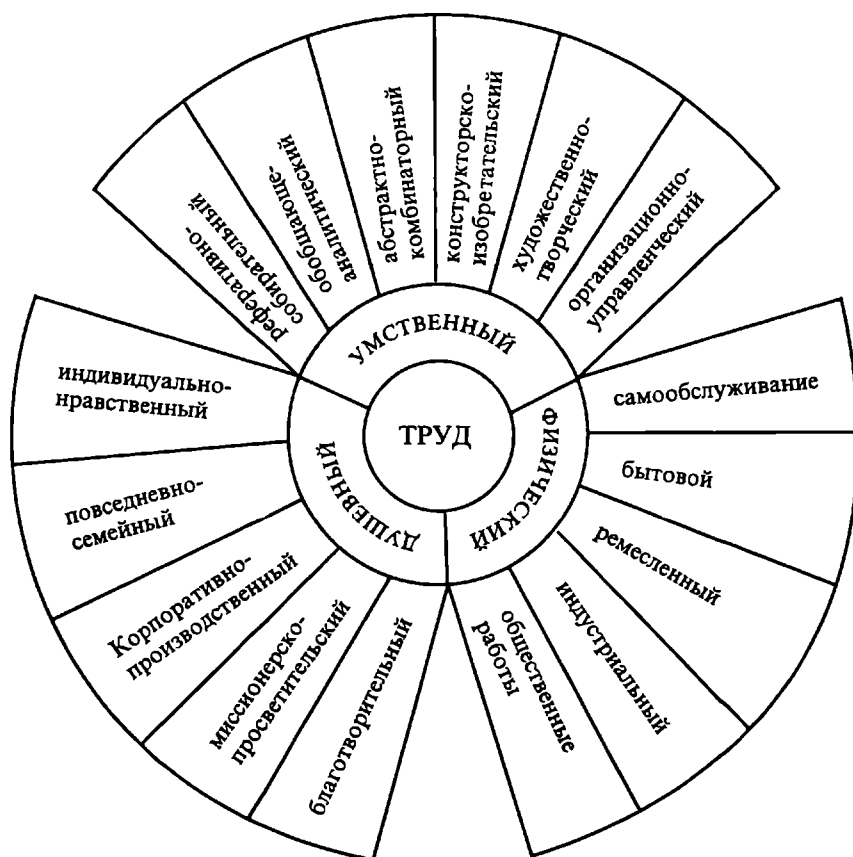 ТРУД
УМСТВЕННЫЙ
реферативно-
собирательный
обобщающе-
аналитический
абстрактно-
комбинаторный
конструкторско-
изобретательский
художественно-
творческий
организационно-
управленческий
ФИЗИЧЕСКИЙ
самообслуживание
бытовой
ремесленный
индустриальный
общественные
работы
ДУШЕВНЫЙ
индивидуально-
нравственный
повседневно-
семейный
Корпоративно-
производственный
миссионерско-
просветительский
благотворительный